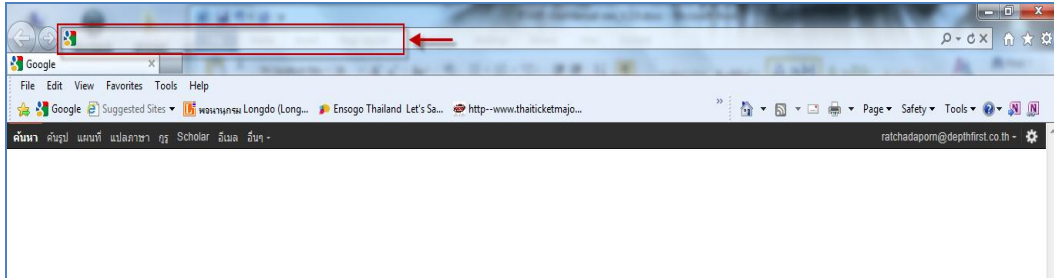 Google
File Edit View Favorites Tools Help
Google Suggested Sites พจนานุกรม Longdo (Long... Ensogo Thailand Let's Sa... http--www.thaiticketmajo... » Page Safety Tools
ค้นหา ค้นรูป แผนที่ แปลภาษา กูรู Scholar อีเมล อื่นๆ ratchadaporn@depthfirst.co.th